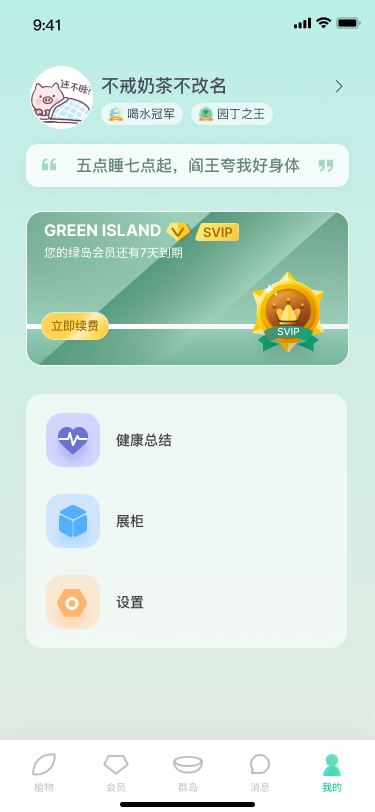 9:41
还不睡!
不戒奶茶不改名
喝水冠军 园丁之王
五点睡七点起，阎王夸我好身体
GREEN ISLAND SVIP
您的绿岛会员还有7天到期
立即续费
SVIP
健康总结
展柜
设置
植物 会员 群岛 消息 我的